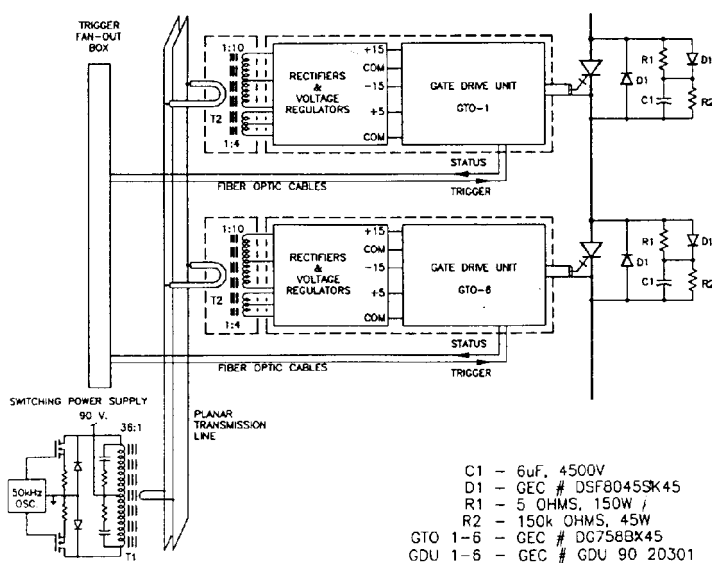 TRIGGER
FAN-OUT
BOX
1:10
T2
1:4
RECTIFIERS
&
VOLTAGE
REGULATORS
+15
COM
-15
+5
COM
GATE DRIVE UNIT
GTO-1
R1
D1
D1
C1
R2
STATUS
FIBER OPTIC CABLES
TRIGGER
1:10
T2
1:4
RECTIFIERS
&
VOLTAGE
REGULATORS
+15
COM
-15
+5
COM
GATE DRIVE UNIT
GTO-6
R1
D1
D1
C1
R2
STATUS
FIBER OPTIC CABLES
TRIGGER
SWITCHING POWER SUPPLY
90 V.
36:1
PLANAR
TRANSMISSION
LINE
50kHz
OSC.
T1
C1 - 6uF, 4500V
D1 - GEC # DSF8045SK45
R1 - 5 OHMS, 150W /
R2 - 150k OHMS, 45W
GTO 1-6 - GEC # DG758BX45
GDU 1-6 - GEC # GDU 90 20301